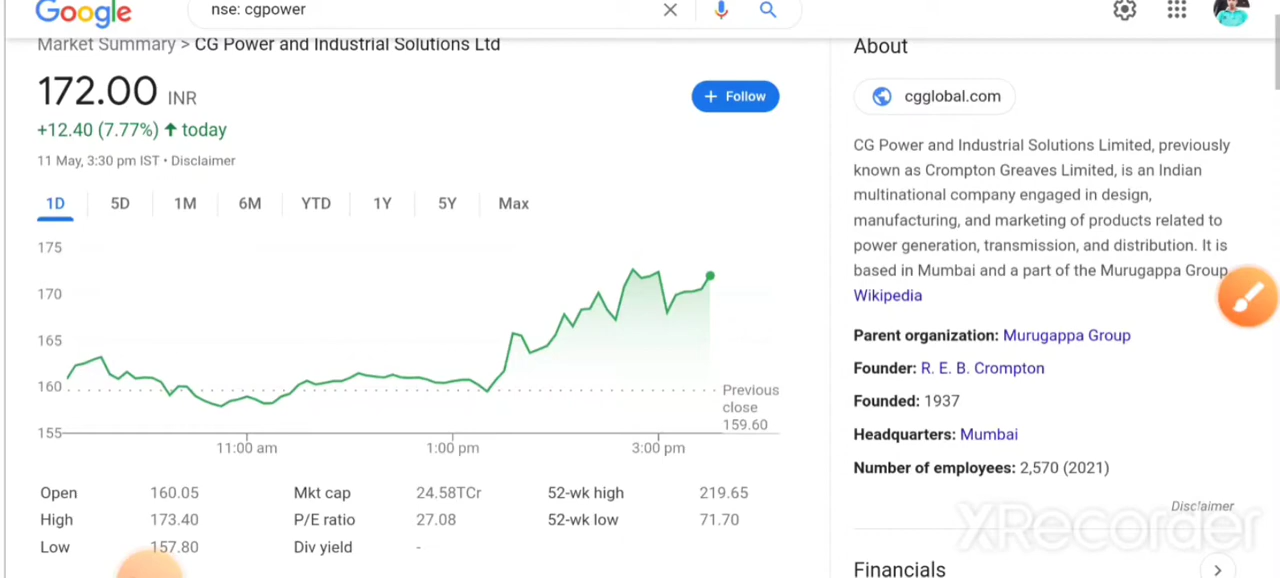 Google
nse: cgpower
Market Summary > CG Power and Industrial Solutions Ltd
172.00 INR
+ Follow
+12.40 (7.77%) ↑ today
11 May, 3:30 pm IST • Disclaimer
1D 5D 1M 6M YTD 1Y 5Y Max
175
170
165
160
155
Previous
close
159.60
11:00 am 1:00 pm 3:00 pm
Open 160.05 Mkt cap 24.58TCr 52-wk high 219.65
High 173.40 P/E ratio 27.08 52-wk low 71.70
Low 157.80 Div yield -
About
cgglobal.com
CG Power and Industrial Solutions Limited, previously
known as Crompton Greaves Limited, is an Indian
multinational company engaged in design,
manufacturing, and marketing of products related to
power generation, transmission, and distribution. It is
based in Mumbai and a part of the Murugappa Group.
Wikipedia
Parent organization: Murugappa Group
Founder: R. E. B. Crompton
Founded: 1937
Headquarters: Mumbai
Number of employees: 2,570 (2021)
Disclaimer
XRecorder
Financials